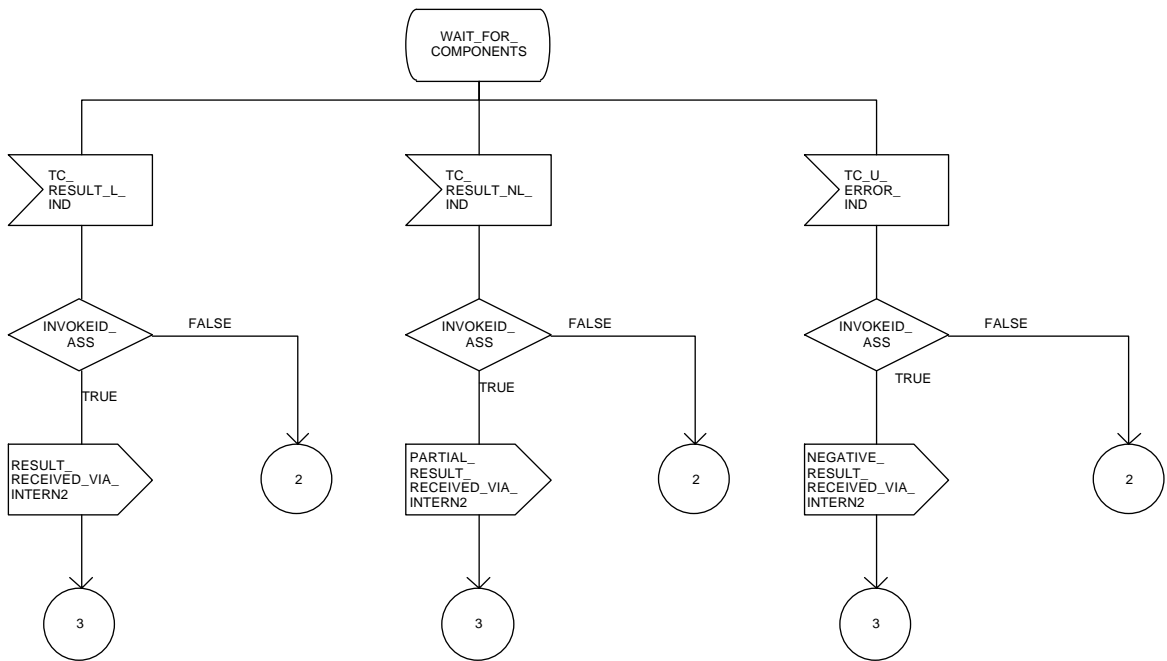 WAIT_FOR_
COMPONENTS
TC_
RESULT_L_
IND
TC_
RESULT_NL_
IND
TC_U_
ERROR_
IND
INVOKEID_
ASS
FALSE
INVOKEID_
ASS
FALSE
INVOKEID_
ASS
FALSE
TRUE
TRUE
TRUE
RESULT_
RECEIVED_VIA_
INTERN2
2
PARTIAL_
RESULT_
RECEIVED_VIA_
INTERN2
2
NEGATIVE_
RESULT_
RECEIVED_VIA_
INTERN2
2
3
3
3